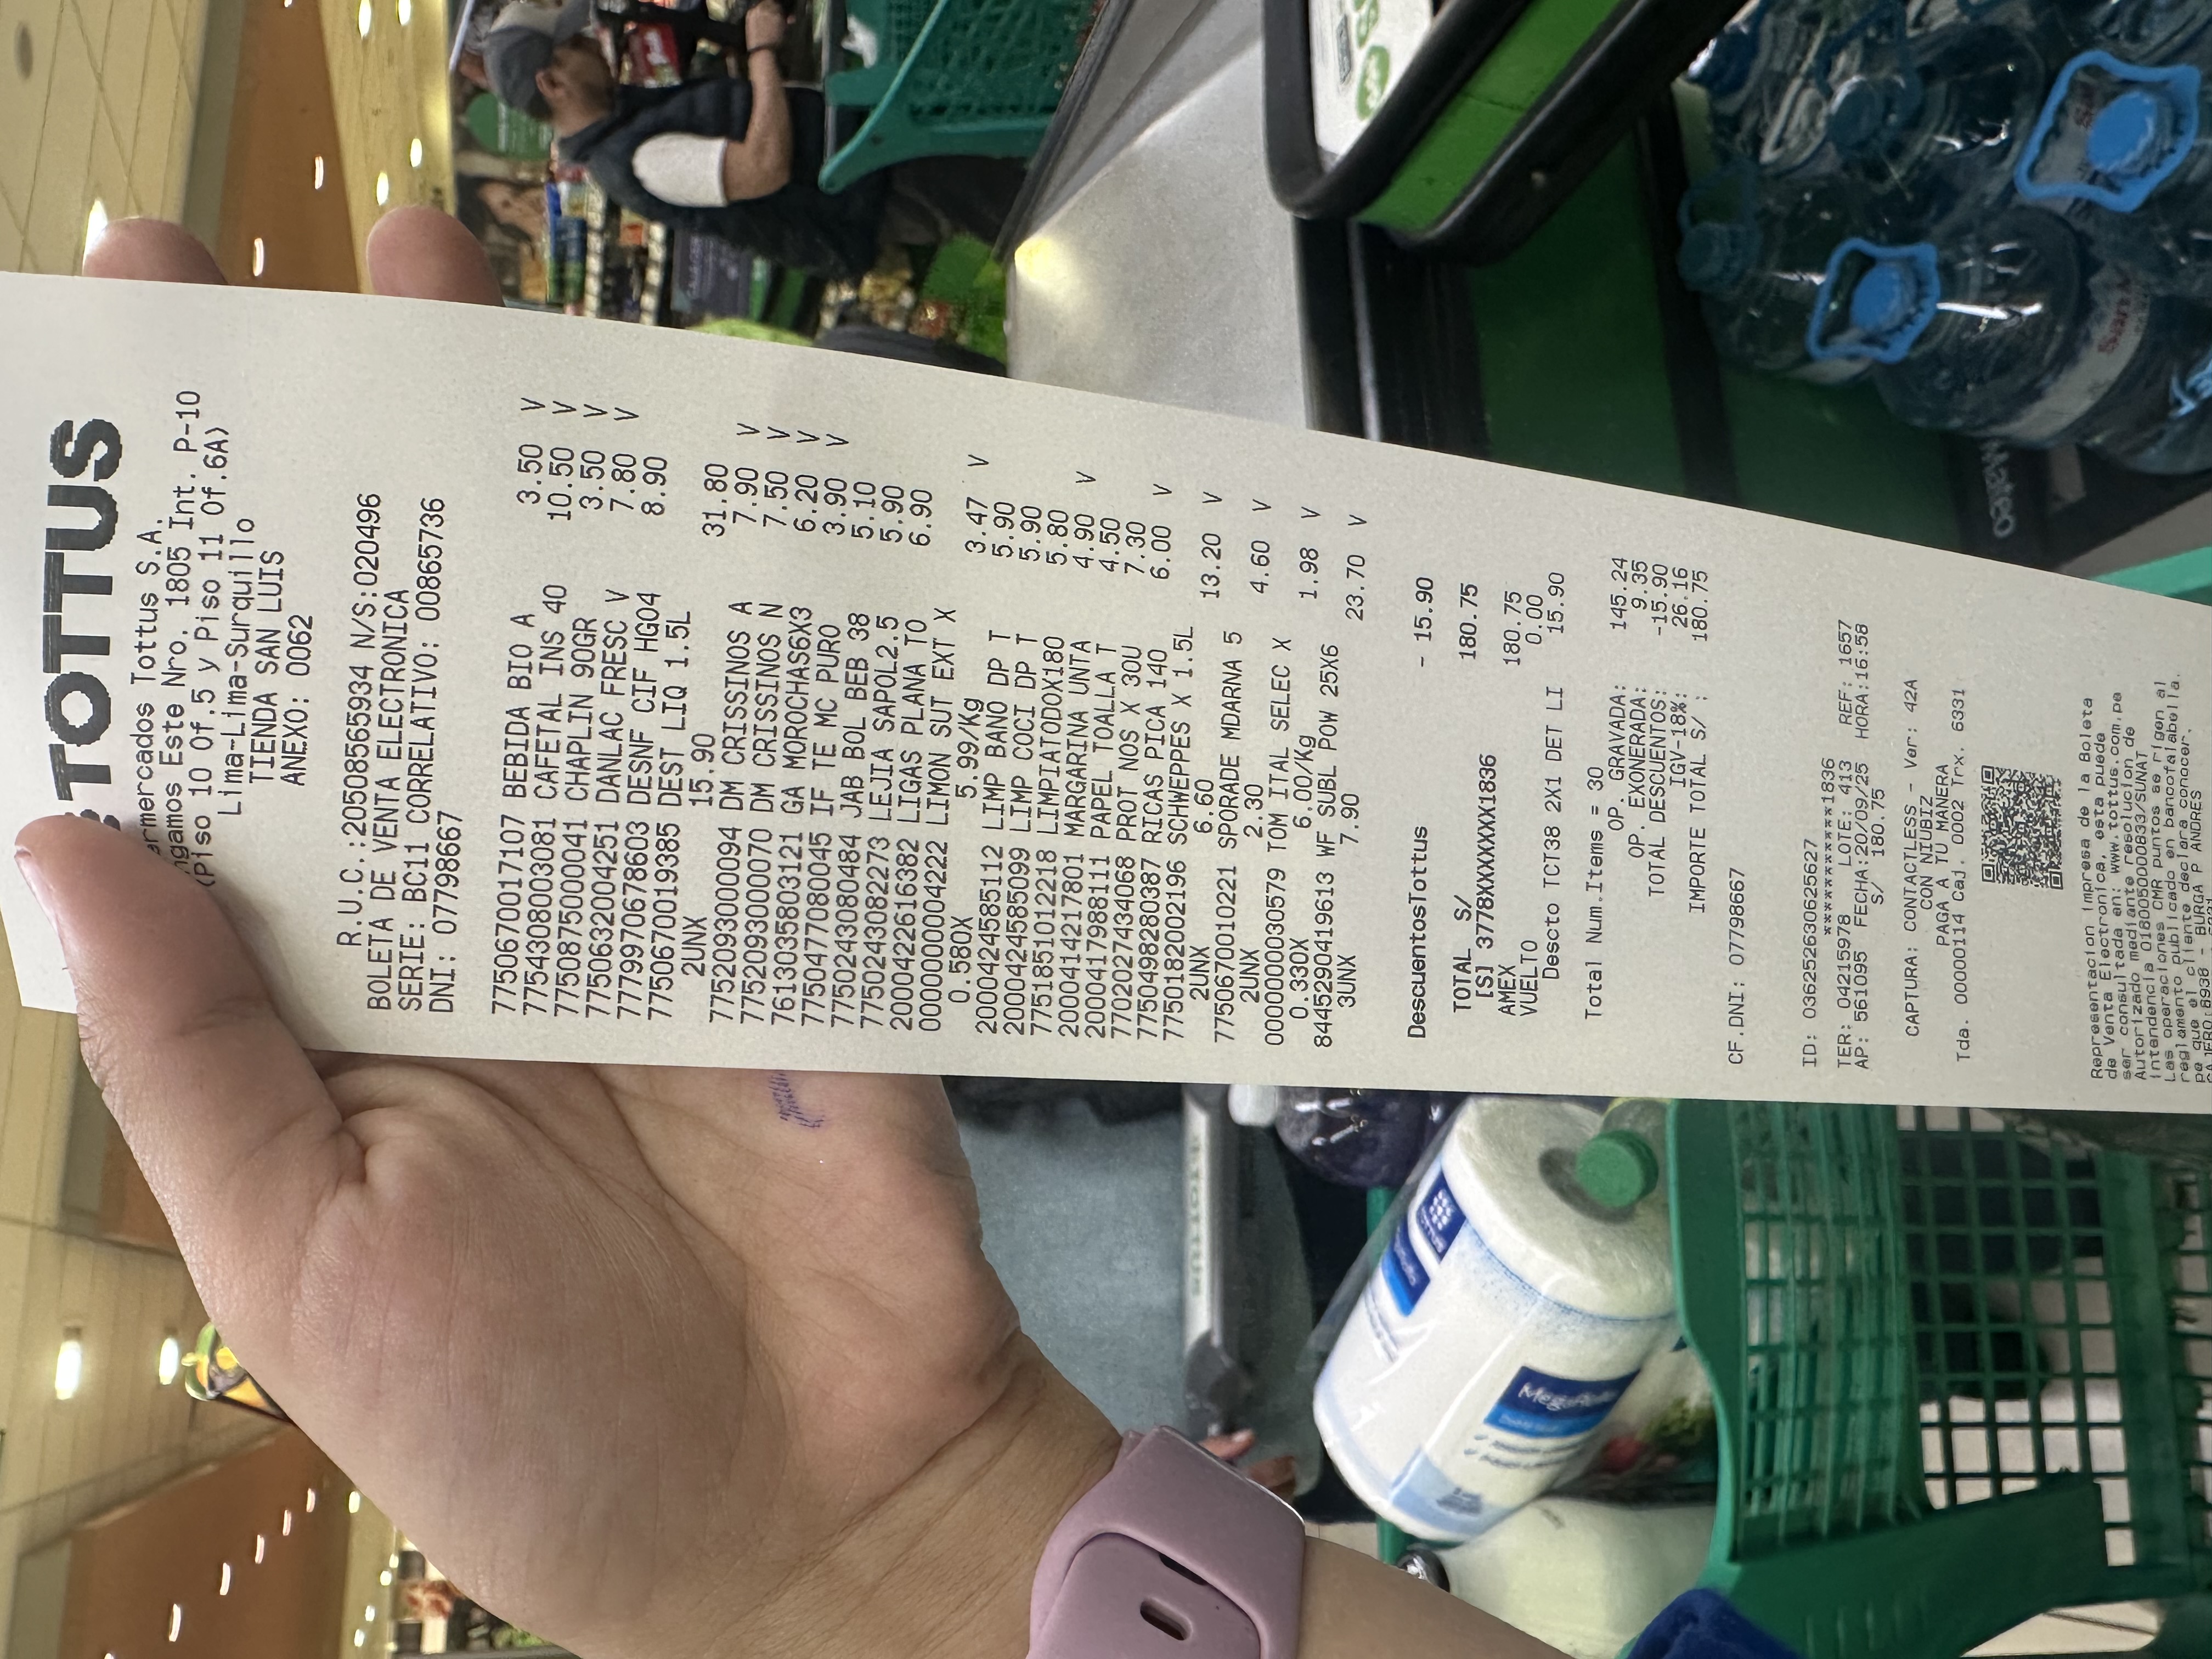 TOTTUS
ermercados Tottus S.A.
ngamos Este Nro. 1805 Int. P-10
(Piso 10 Of.5 y Piso 11 Of.6A)
Lima-Lima-Surquillo
TIENDA SAN LUIS
ANEXO: 0062
R.U.C.:20508565934 N/S:020496
BOLETA DE VENTA ELECTRONICA
SERIE: BC11 CORRELATIVO: 00865736
DNI: 07798667
7750670017107 BEBIDA BIO A 3.50 V
7754308003081 CAFETAL INS 40 10.50 V
7750875000041 CHAPLIN 90GR 3.50 V
7750632004251 DANLAC FRESC V 7.80 V
7779970678603 DESNF CIF HG04 8.90
7750670019385 DEST LIQ 1.5L
2UNX 15.90 31.80
7752093000094 DM CRISSINOS A 7.90 V
7752093000070 DM CRISSINOS N 7.50 V
7613035803121 GA MOROCHAS6X3 6.20 V
7750477080045 IF TE MC PURO 3.90 V
7750243080484 JAB BOL BEB 38 5.10
7750243082273 LEJIA SAPOL2.5 5.90
2000422616382 LIGAS PLANA TO 6.90
0000000004222 LIMON SUT EXT X
0.580X 5.99/Kg 3.47 V
2000424585112 LIMP BANO DP T 5.90
2000424585099 LIMP COCI DP T 5.90
7751851012218 LIMPIATODOX180 5.80
2000414217801 MARGARINA UNTA 4.90 V
2000417988111 PAPEL TOALLA T 4.50
7702027434068 PROT NOS X 30U 7.30
7750498280387 RICAS PICA 140 6.00 V
7750182002196 SCHWEPPES X 1.5L
2UNX 6.60 13.20 V
7750670010221 SPORADE MDARNA 5
2UNX 2.30 4.60 V
0000000030579 TOM ITAL SELEC X
0.330X 6.00/Kg 1.98 V
8445290419613 WF SUBL POW 25X6
3UNX 7.90 23.70 V
DescuentosTottus - 15.90
TOTAL S/ 180.75
[S] 3778XXXXXXX1836
AMEX 180.75
VUELTO 0.00
Descto TCT38 2X1 DET LI 15.90
Total Num.Items = 30
OP. GRAVADA: 145.24
OP. EXONERADA: 9.35
TOTAL DESCUENTOS: -15.90
IGV-18%: 26.16
IMPORTE TOTAL S/ : 180.75
CF.DNI: 07798667
ID: 036252630625627
***********1836
TER: 04215978 LOTE: 413 REF: 1657
AP: 561095 FECHA:20/09/25 HORA:16:58
S/ 180.75
CAPTURA: CONTACTLESS - Ver: 42A
CON NIUBIZ
PAGA A TU MANERA
Tda. 00000114 Caj. 0002 Trx. 6331
Representacion impresa de la Boleta
de Venta Electronica, esta puede
ser consultada en: www.tottus.com.pe
Autorizado mediante resolucion de
intendencia 0180050000833/SUNAT
Las operaciones CMR puntos se rigen al
reglamento publicado en bancofalabella.
pe que el cliente declara conocer.
CAJERO:8938 - BURGA P ANDRES
TOTTUS